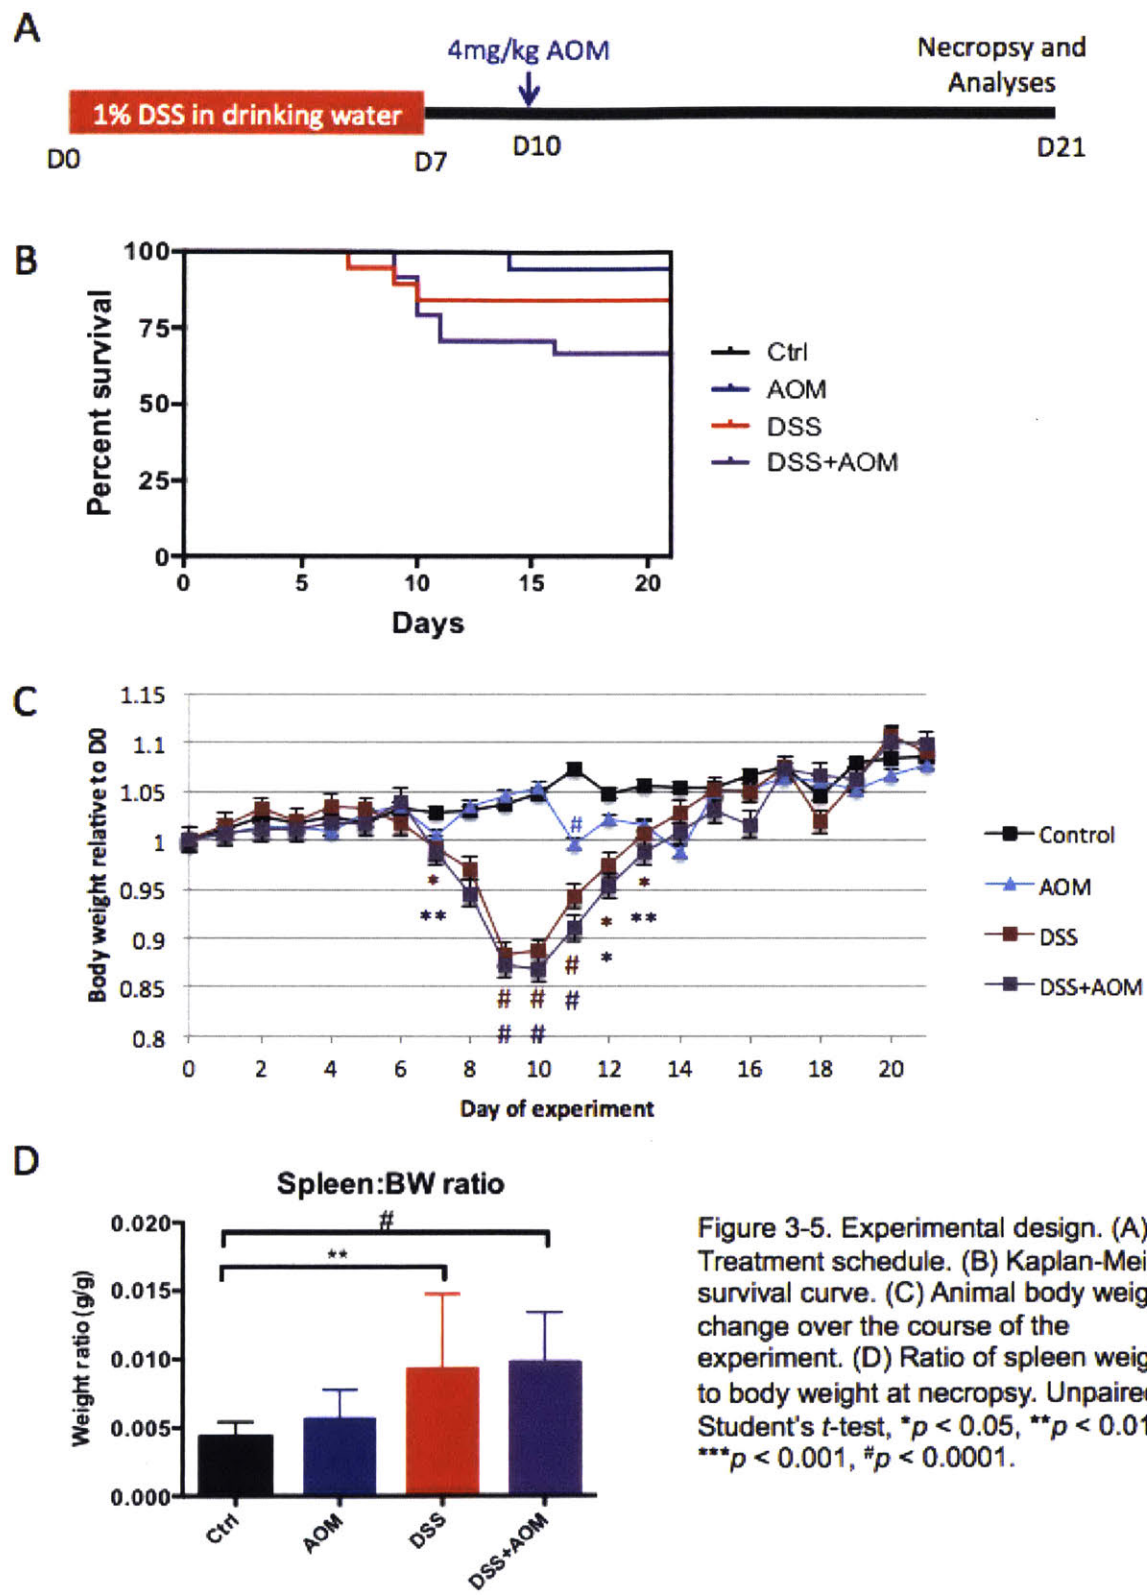 A
4mg/kg AOM
Necropsy and
Analyses
1% DSS in drinking water
D0
D7
D10
D21
B
Percent survival
100
75
50
25
0
0 5 10 15 20
Days
Ctrl
AOM
DSS
DSS+AOM
C
Body weight relative to D0
1.15
1.1
1.05
1
0.95
0.9
0.85
0.8
#
* * *
** * **
# # #
# # #
0 2 4 6 8 10 12 14 16 18 20
Day of experiment
Control
AOM
DSS
DSS+AOM
D
Spleen:BW ratio
#
**
Weight ratio (g/g)
0.020
0.015
0.010
0.005
0.000
Ctrl
AOM
DSS
DSS+AOM
Figure 3-5. Experimental design. (A)
Treatment schedule. (B) Kaplan-Mei
survival curve. (C) Animal body weig
change over the course of the
experiment. (D) Ratio of spleen weig
to body weight at necropsy. Unpaired
Student's t-test, *p < 0.05, **p < 0.01
***p < 0.001, #p < 0.0001.